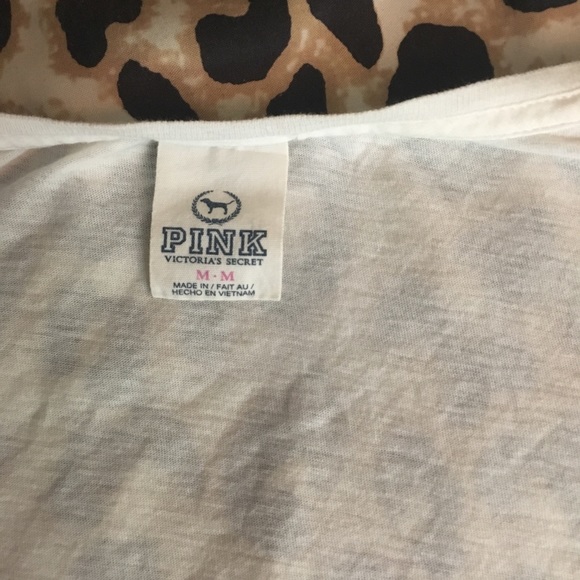 PINK
VICTORIA'S SECRET
M • M
MADE IN / FAIT AU /
HECHO EN VIETNAM